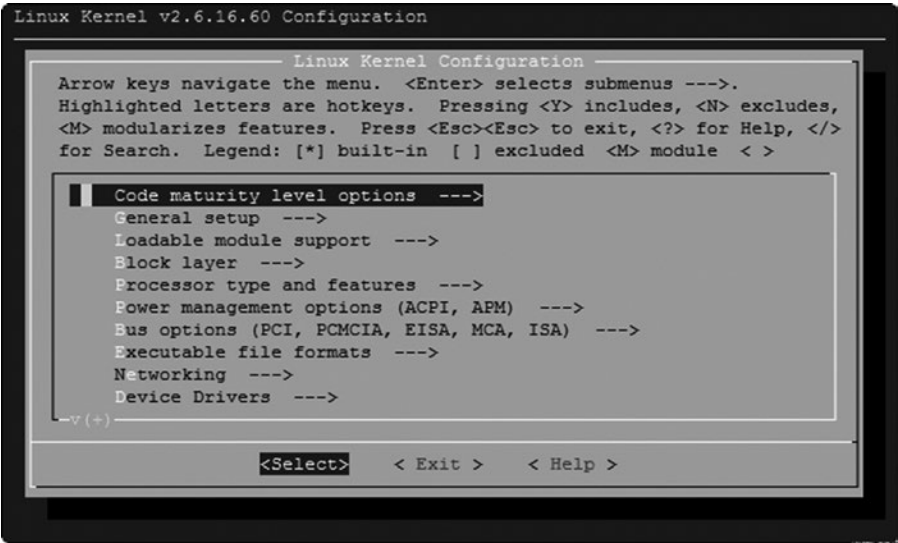 Linux Kernel v2.6.16.60 Configuration
Linux Kernel Configuration
Arrow keys navigate the menu.  <Enter> selects submenus --->.
Highlighted letters are hotkeys.  Pressing <Y> includes, <N> excludes,
<M> modularizes features.  Press <Esc><Esc> to exit, <?> for Help, </>
for Search.  Legend: [*] built-in  [ ] excluded  <M> module  < >
Code maturity level options  --->
General setup  --->
Loadable module support  --->
Block layer  --->
Processor type and features  --->
Power management options (ACPI, APM)  --->
Bus options (PCI, PCMCIA, EISA, MCA, ISA)  --->
Executable file formats  --->
Networking  --->
Device Drivers  --->
v(+)
<Select>    < Exit >    < Help >